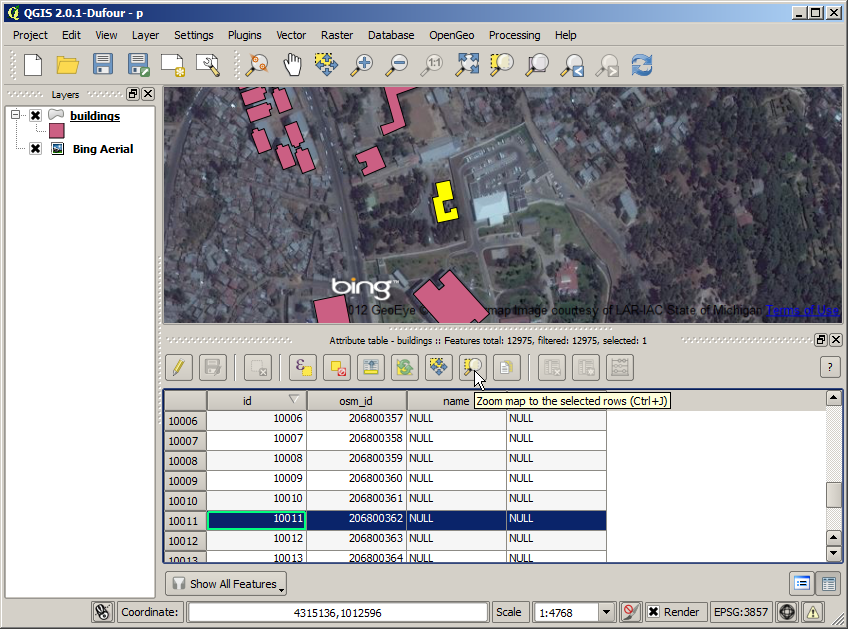 QGIS 2.0.1-Dufour - p
Project Edit View Layer Settings Plugins Vector Raster Database OpenGeo Processing Help
Layers
buildings
Bing Aerial
bing™
012 GeoEye © map image courtesy of LAR-IAC State of Michigan Terms of Use
Attribute table - buildings :: Features total: 12975, filtered: 12975, selected: 1
?
id osm_id name
Zoom map to the selected rows (Ctrl+J)
10006 10006 206800357 NULL NULL
10007 10007 206800358 NULL NULL
10008 10008 206800359 NULL NULL
10009 10009 206800360 NULL NULL
10010 10010 206800361 NULL NULL
10011 10011 206800362 NULL NULL
10012 10012 206800363 NULL NULL
10013 10013 206800364 NULL NULL
Show All Features
Coordinate: 4315136,1012596 Scale 1:4768 Render EPSG:3857